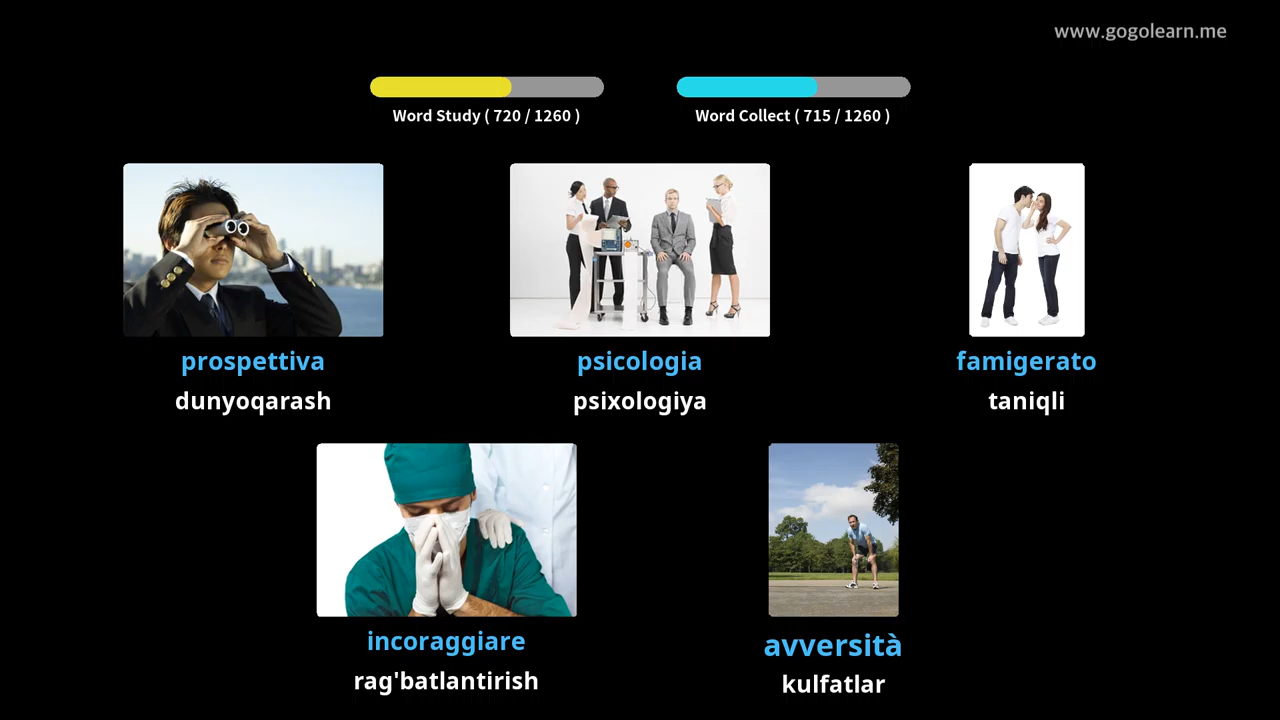 www.gogolearn.me
Word Study ( 720 / 1260 )
Word Collect ( 715 / 1260 )
prospettiva
dunyoqarash
psicologia
psixologiya
famigerato
taniqli
incoraggiare
rag'batlantirish
avversità
kulfatlar